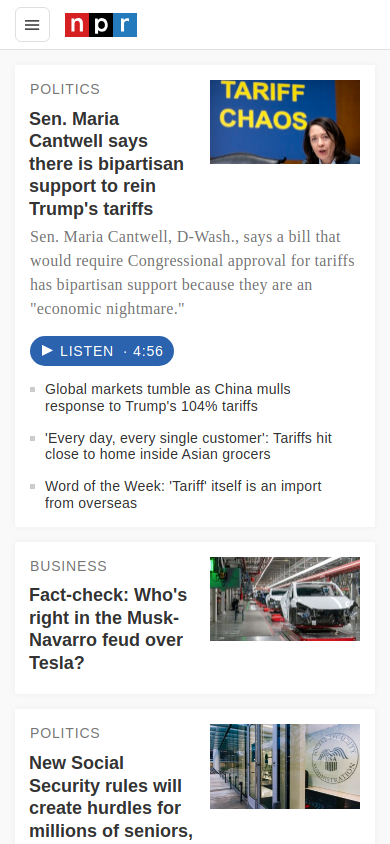 npr
POLITICS
Sen. Maria
Cantwell says
there is bipartisan
support to rein
Trump's tariffs
TARIFF
CHAOS
Sen. Maria Cantwell, D-Wash., says a bill that
would require Congressional approval for tariffs
has bipartisan support because they are an
"economic nightmare."
LISTEN · 4:56
Global markets tumble as China mulls
response to Trump's 104% tariffs
'Every day, every single customer': Tariffs hit
close to home inside Asian grocers
Word of the Week: 'Tariff' itself is an import
from overseas
BUSINESS
Fact-check: Who's
right in the Musk-
Navarro feud over
Tesla?
POLITICS
New Social
Security rules will
create hurdles for
millions of seniors,
SOCIAL SECURITY
ADMINISTRATION
USA